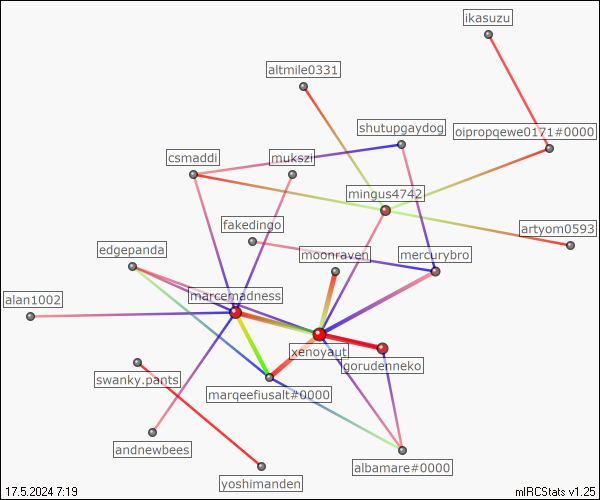 ikasuzu
altmile0331
shutupgaydog
oipropqewe0171#0000
csmaddi
mukszi
mingus4742
fakedingo
artyom0593
edgepanda
moonraven
mercurybro
alan1002
marcemadness
xenoyaut
gorudenneko
swanky.pants
marqeefiusalt#0000
andnewbees
albamare#0000
yoshimanden
17.5.2024 7:19
mIRCStats v1.25